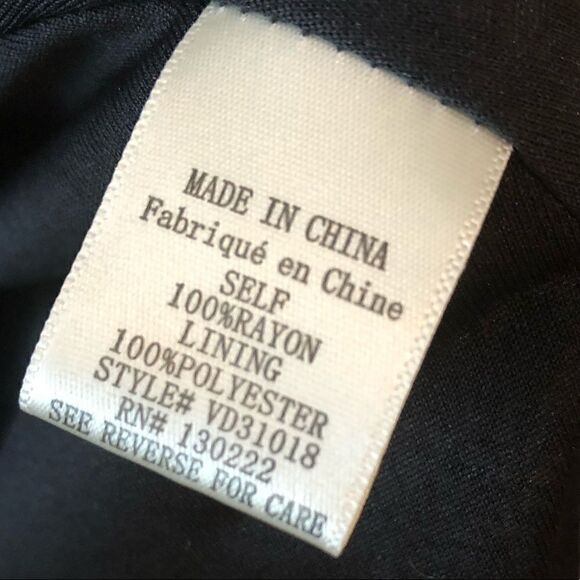 MADE IN CHINA
Fabriqué en Chine
SELF
100%RAYON
LINING
100%POLYESTER
STYLE# VD31018
RN# 130222
SEE REVERSE FOR CARE